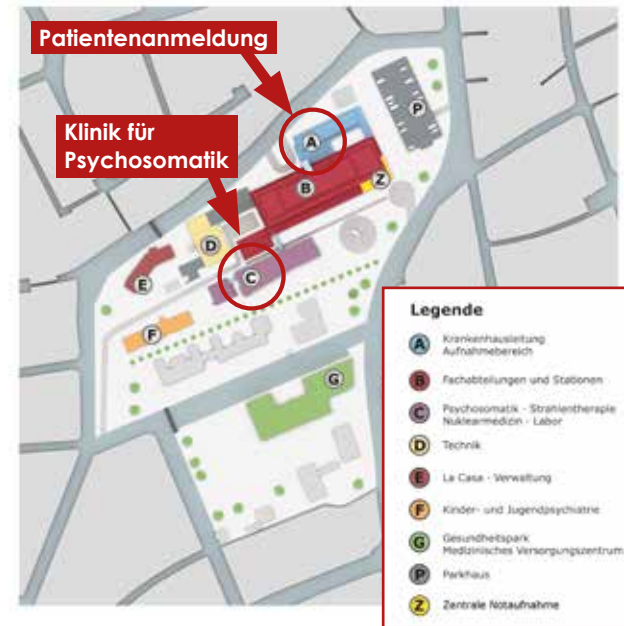 Patientenanmeldung
Klinik für
Psychosomatik
A
P
B
Z
D
C
E
F
G
Legende
A Krankenhausleitung
Aufnahmebereich
B Fachabteilungen und Stationen
C Psychosomatik - Strahlentherapie
Nuklearmedizin - Labor
D Technik
E La Casa - Verwaltung
F Kinder- und Jugendpsychiatrie
G Gesundheitspark
Medizinisches Versorgungszentrum
P Parkhaus
Z Zentrale Notaufnahme